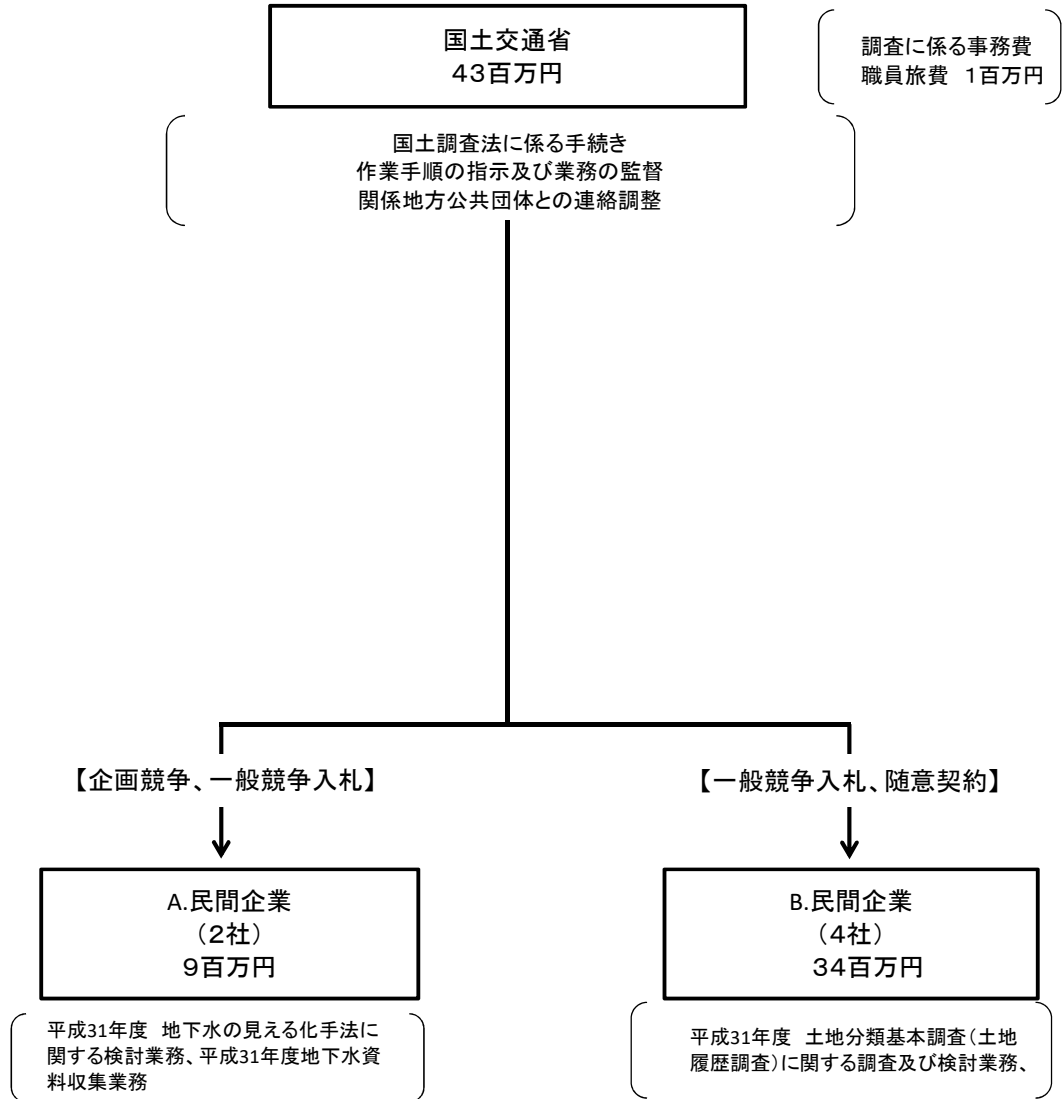 国土交通省
43百万円
調査に係る事務費
職員旅費　1百万円
国土調査法に係る手続き
作業手順の指示及び業務の監督
関係地方公共団体との連絡調整
【企画競争、一般競争入札】
【一般競争入札、随意契約】
A.民間企業
（2社）
9百万円
B.民間企業
（4社）
34百万円
平成31年度　地下水の見える化手法に
関する検討業務、平成31年度地下水資
料収集業務
平成31年度　土地分類基本調査（土地
履歴調査）に関する調査及び検討業務、